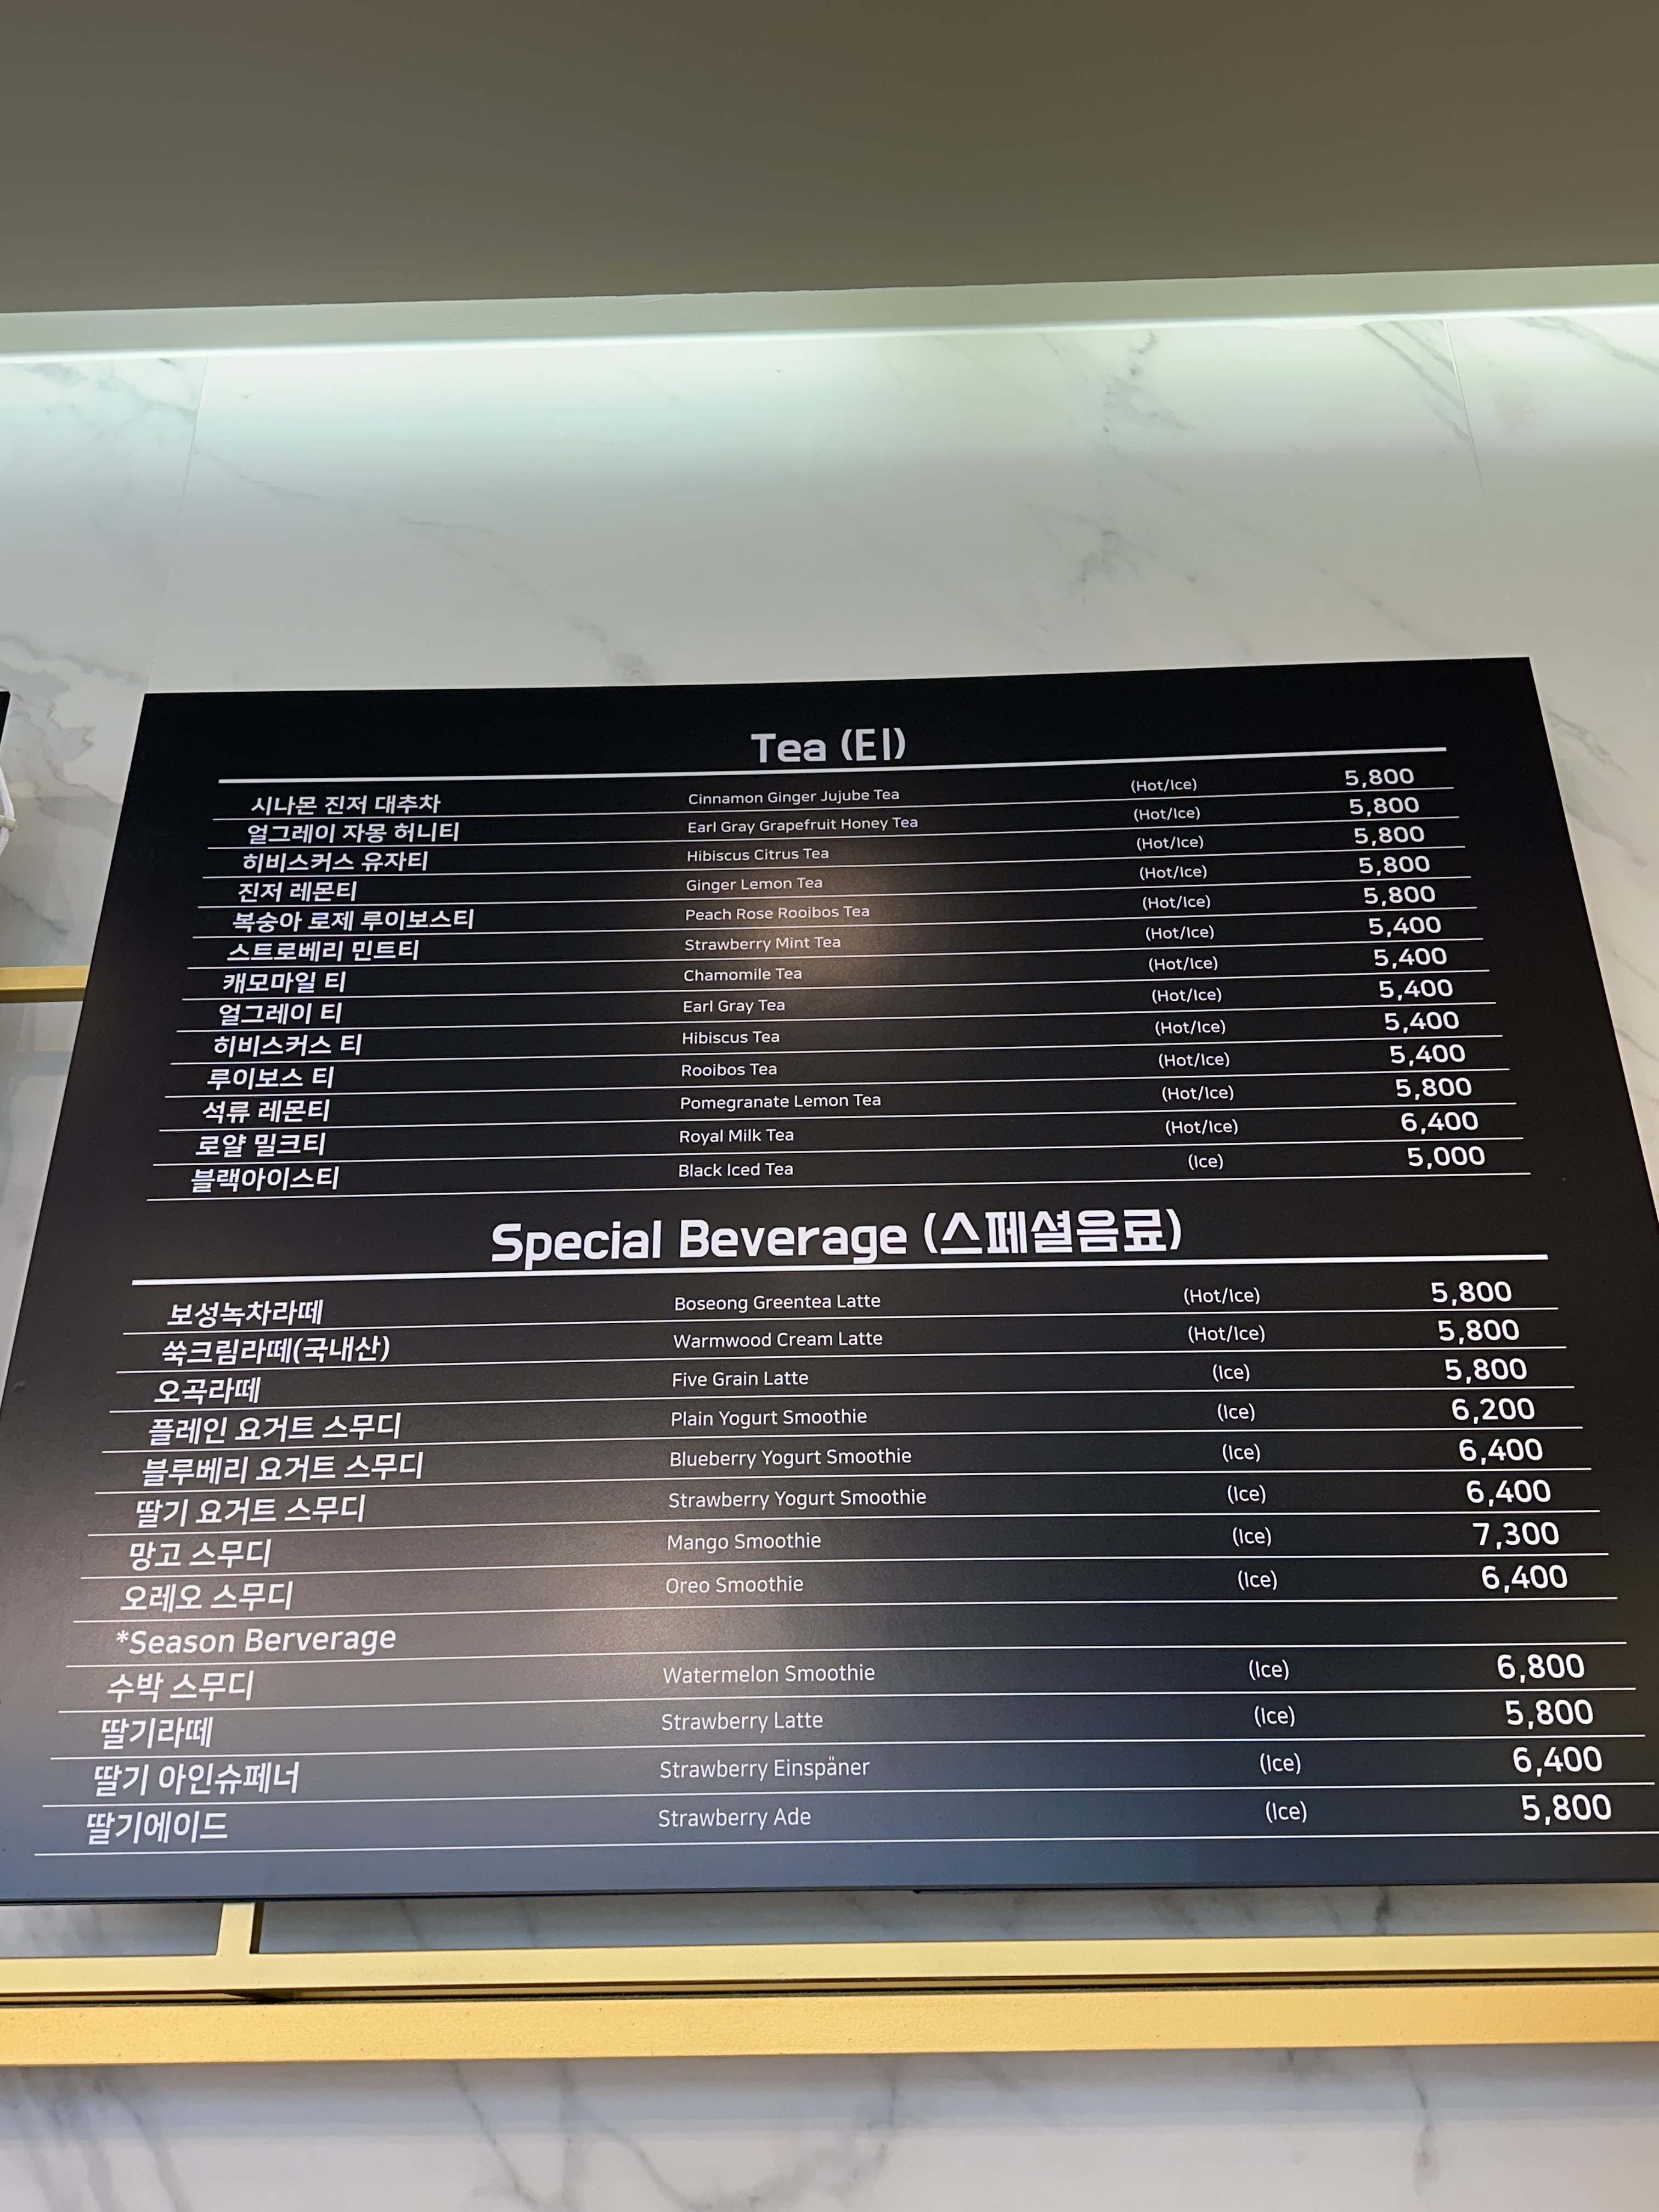 Tea (티)
시나몬 진저 대추차 Cinnamon Ginger Jujube Tea (Hot/Ice) 5,800
얼그레이 자몽 허니티 Earl Gray Grapefruit Honey Tea (Hot/Ice) 5,800
히비스커스 유자티 Hibiscus Citrus Tea (Hot/Ice) 5,800
진저 레몬티 Ginger Lemon Tea (Hot/Ice) 5,800
복숭아 로제 루이보스티 Peach Rose Rooibos Tea (Hot/Ice) 5,800
스트로베리 민트티 Strawberry Mint Tea (Hot/Ice) 5,400
캐모마일 티 Chamomile Tea (Hot/Ice) 5,400
얼그레이 티 Earl Gray Tea (Hot/Ice) 5,400
히비스커스 티 Hibiscus Tea (Hot/Ice) 5,400
루이보스 티 Rooibos Tea (Hot/Ice) 5,400
석류 레몬티 Pomegranate Lemon Tea (Hot/Ice) 5,800
로얄 밀크티 Royal Milk Tea (Hot/Ice) 6,400
블랙아이스티 Black Iced Tea (Ice) 5,000
Special Beverage (스페셜음료)
보성녹차라떼 Boseong Greentea Latte (Hot/Ice) 5,800
쑥크림라떼(국내산) Warmwood Cream Latte (Hot/Ice) 5,800
오곡라떼 Five Grain Latte (Ice) 5,800
플레인 요거트 스무디 Plain Yogurt Smoothie (Ice) 6,200
블루베리 요거트 스무디 Blueberry Yogurt Smoothie (Ice) 6,400
딸기 요거트 스무디 Strawberry Yogurt Smoothie (Ice) 6,400
망고 스무디 Mango Smoothie (Ice) 7,300
오레오 스무디 Oreo Smoothie (Ice) 6,400
*Season Berverage
수박 스무디 Watermelon Smoothie (Ice) 6,800
딸기라떼 Strawberry Latte (Ice) 5,800
딸기 아인슈페너 Strawberry Einspäner (Ice) 6,400
딸기에이드 Strawberry Ade (Ice) 5,800